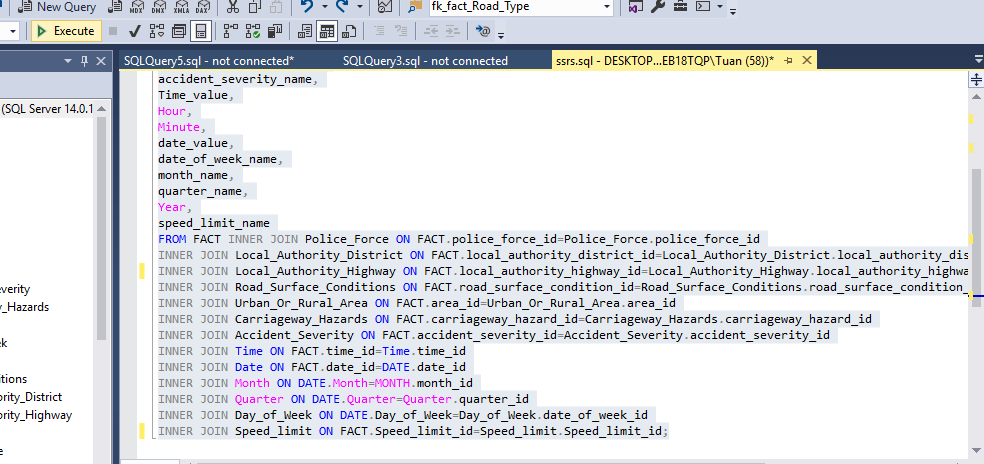 New Query
MDX
DMX
XMLA
DAX
fk_fact_Road_Type
Execute
SQLQuery5.sql - not connected*
SQLQuery3.sql - not connected
ssrs.sql - DESKTOP...EB18TQP\Tuan (58))*
(SQL Server 14.0.1
accident_severity_name,
Time_value,
Hour,
Minute,
date_value,
date_of_week_name,
month_name,
quarter_name,
Year,
speed_limit_name
FROM FACT INNER JOIN Police_Force ON FACT.police_force_id=Police_Force.police_force_id
INNER JOIN Local_Authority_District ON FACT.local_authority_district_id=Local_Authority_District.local_authority_dis
INNER JOIN Local_Authority_Highway ON FACT.local_authority_highway_id=Local_Authority_Highway.local_authority_highwa
INNER JOIN Road_Surface_Conditions ON FACT.road_surface_condition_id=Road_Surface_Conditions.road_surface_condition_
INNER JOIN Urban_Or_Rural_Area ON FACT.area_id=Urban_Or_Rural_Area.area_id
INNER JOIN Carriageway_Hazards ON FACT.carriageway_hazard_id=Carriageway_Hazards.carriageway_hazard_id
INNER JOIN Accident_Severity ON FACT.accident_severity_id=Accident_Severity.accident_severity_id
INNER JOIN Time ON FACT.time_id=Time.time_id
INNER JOIN Date ON FACT.date_id=DATE.date_id
INNER JOIN Month ON DATE.Month=MONTH.month_id
INNER JOIN Quarter ON DATE.Quarter=Quarter.quarter_id
INNER JOIN Day_of_Week ON DATE.Day_of_Week=Day_of_Week.date_of_week_id
INNER JOIN Speed_limit ON FACT.Speed_limit_id=Speed_limit.Speed_limit_id;
verity
y_Hazards
ek
itions
ority_District
ority_Highway
e